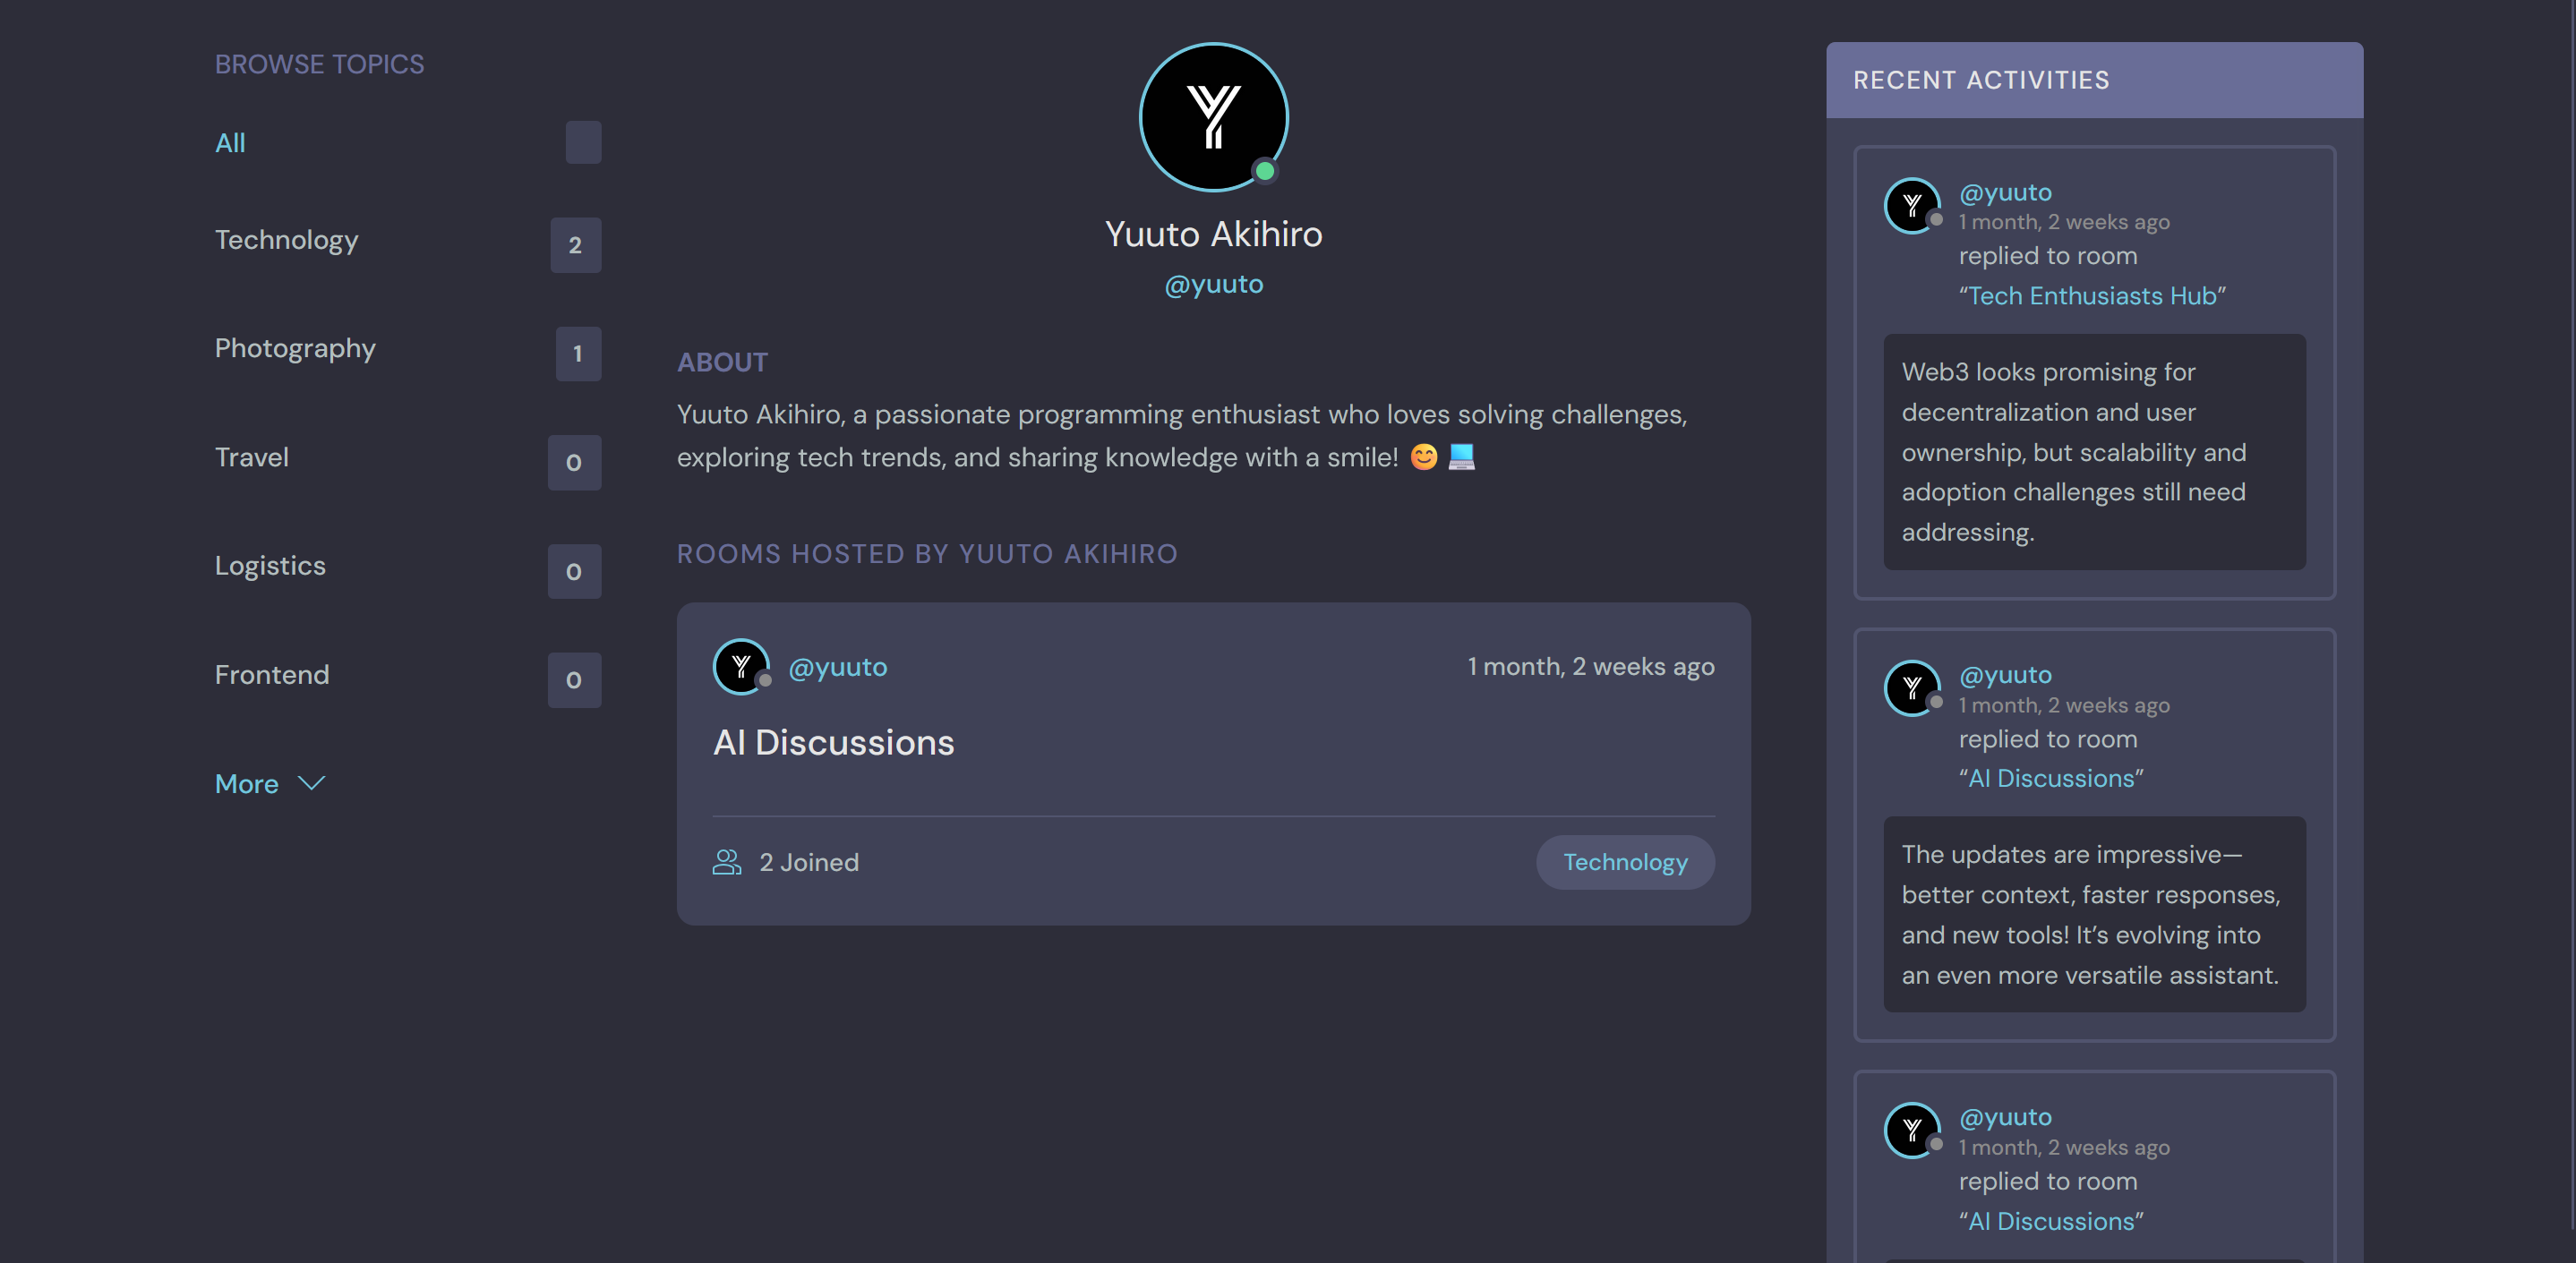 BROWSE TOPICS
All
Technology 2
Photography 1
Travel 0
Logistics 0
Frontend 0
More
Yuuto Akihiro
@yuuto
ABOUT
Yuuto Akihiro, a passionate programming enthusiast who loves solving challenges,
exploring tech trends, and sharing knowledge with a smile! 😊 💻
ROOMS HOSTED BY YUUTO AKIHIRO
@yuuto 1 month, 2 weeks ago
AI Discussions
2 Joined Technology
RECENT ACTIVITIES
@yuuto
1 month, 2 weeks ago
replied to room
“Tech Enthusiasts Hub”
Web3 looks promising for
decentralization and user
ownership, but scalability and
adoption challenges still need
addressing.
@yuuto
1 month, 2 weeks ago
replied to room
“AI Discussions”
The updates are impressive—
better context, faster responses,
and new tools! It’s evolving into
an even more versatile assistant.
@yuuto
1 month, 2 weeks ago
replied to room
“AI Discussions”